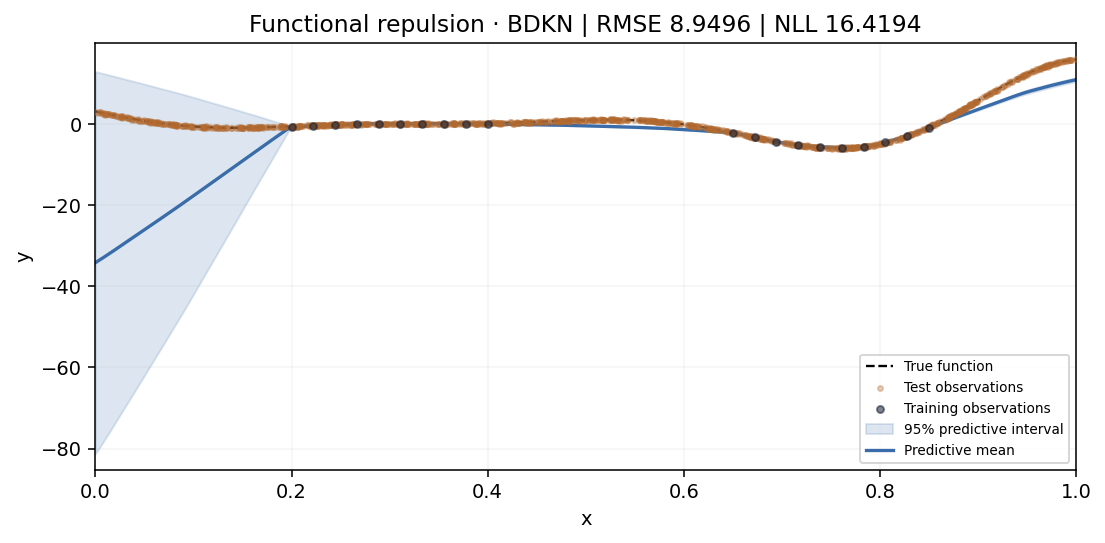 Functional repulsion · BDKN | RMSE 8.9496 | NLL 16.4194
y
0
−20
−40
−60
−80
True function
Test observations
Training observations
95% predictive interval
Predictive mean
0.0 0.2 0.4 0.6 0.8 1.0
x